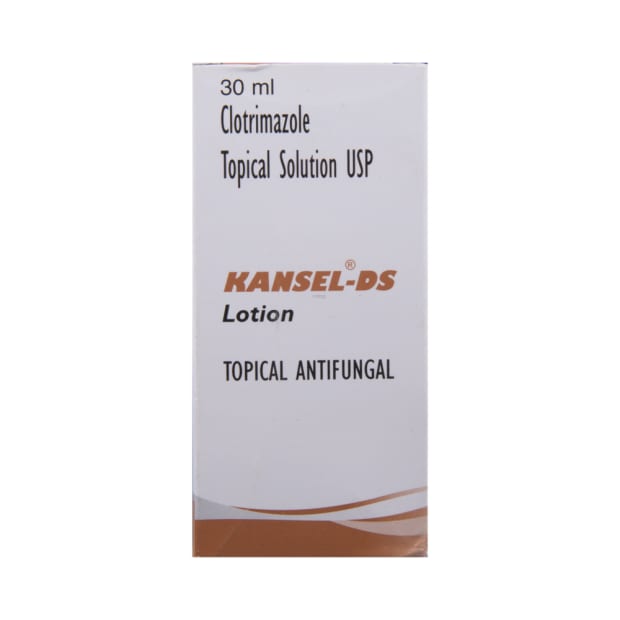 30 ml
Clotrimazole
Topical Solution USP
KANSEL®-DS
Lotion
TOPICAL ANTIFUNGAL